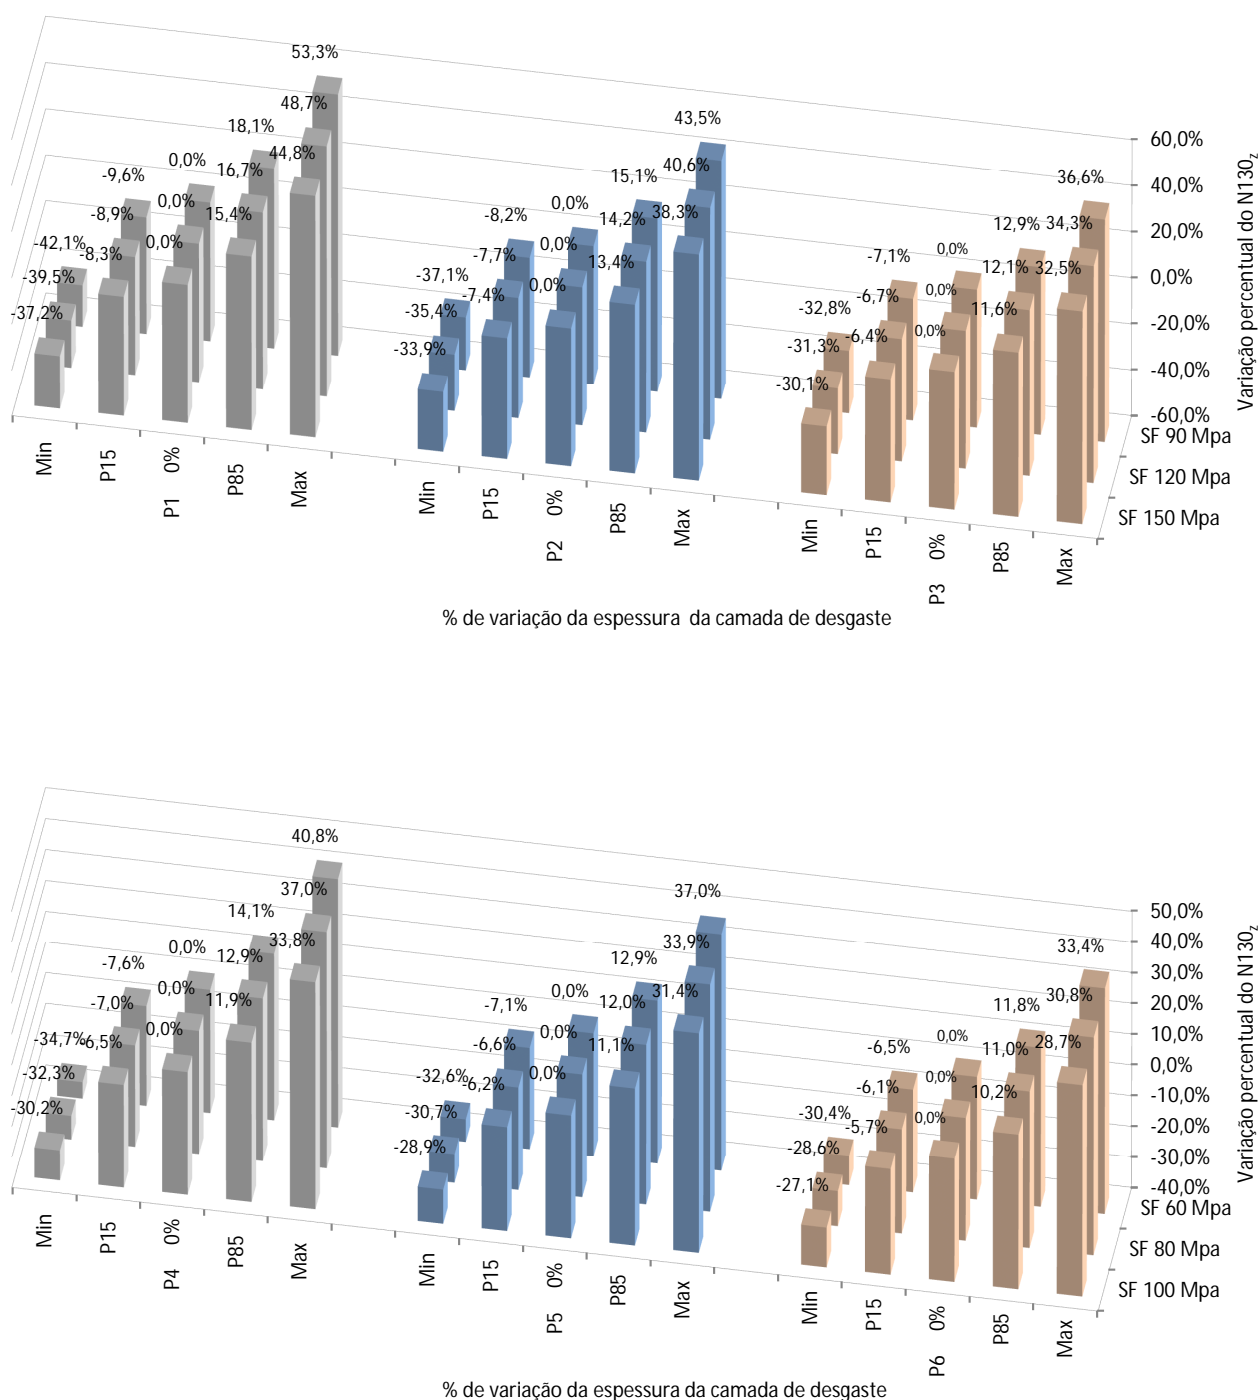 53,3%
48,7%
18,1%
44,8%
16,7%
0,0%
-9,6%
0,0%
15,4%
-8,9%
0,0%
-42,1%
-8,3%
-39,5%
-37,2%
43,5%
40,6%
15,1%
38,3%
14,2%
0,0%
-8,2%
0,0%
13,4%
-7,7%
0,0%
-37,1%
-7,4%
-35,4%
-33,9%
36,6%
34,3%
12,9%
32,5%
12,1%
0,0%
-7,1%
0,0%
11,6%
-6,7%
0,0%
-32,8%
-6,4%
-31,3%
-30,1%
60,0%
40,0%
20,0%
0,0%
-20,0%
-40,0%
-60,0%
Variação percentual do N130z
SF 90 Mpa
SF 120 Mpa
SF 150 Mpa
Min
P15
0%
P85
Max
P1
Min
P15
0%
P85
Max
P2
Min
P15
0%
P85
Max
P3
% de variação da espessura da camada de desgaste
40,8%
37,0%
14,1%
33,8%
12,9%
0,0%
-7,6%
0,0%
11,9%
-7,0%
0,0%
-34,7%
-6,5%
-32,3%
-30,2%
37,0%
33,9%
12,9%
31,4%
12,0%
0,0%
-7,1%
0,0%
11,1%
-6,6%
0,0%
-32,6%
-6,2%
-30,7%
-28,9%
33,4%
30,8%
11,8%
28,7%
11,0%
0,0%
-6,5%
0,0%
10,2%
-6,1%
0,0%
-30,4%
-5,7%
-28,6%
-27,1%
50,0%
40,0%
30,0%
20,0%
10,0%
0,0%
-10,0%
-20,0%
-30,0%
-40,0%
Variação percentual do N130z
SF 60 Mpa
SF 80 Mpa
SF 100 Mpa
Min
P15
0%
P85
Max
P4
Min
P15
0%
P85
Max
P5
Min
P15
0%
P85
Max
P6
% de variação da espessura da camada de desgaste